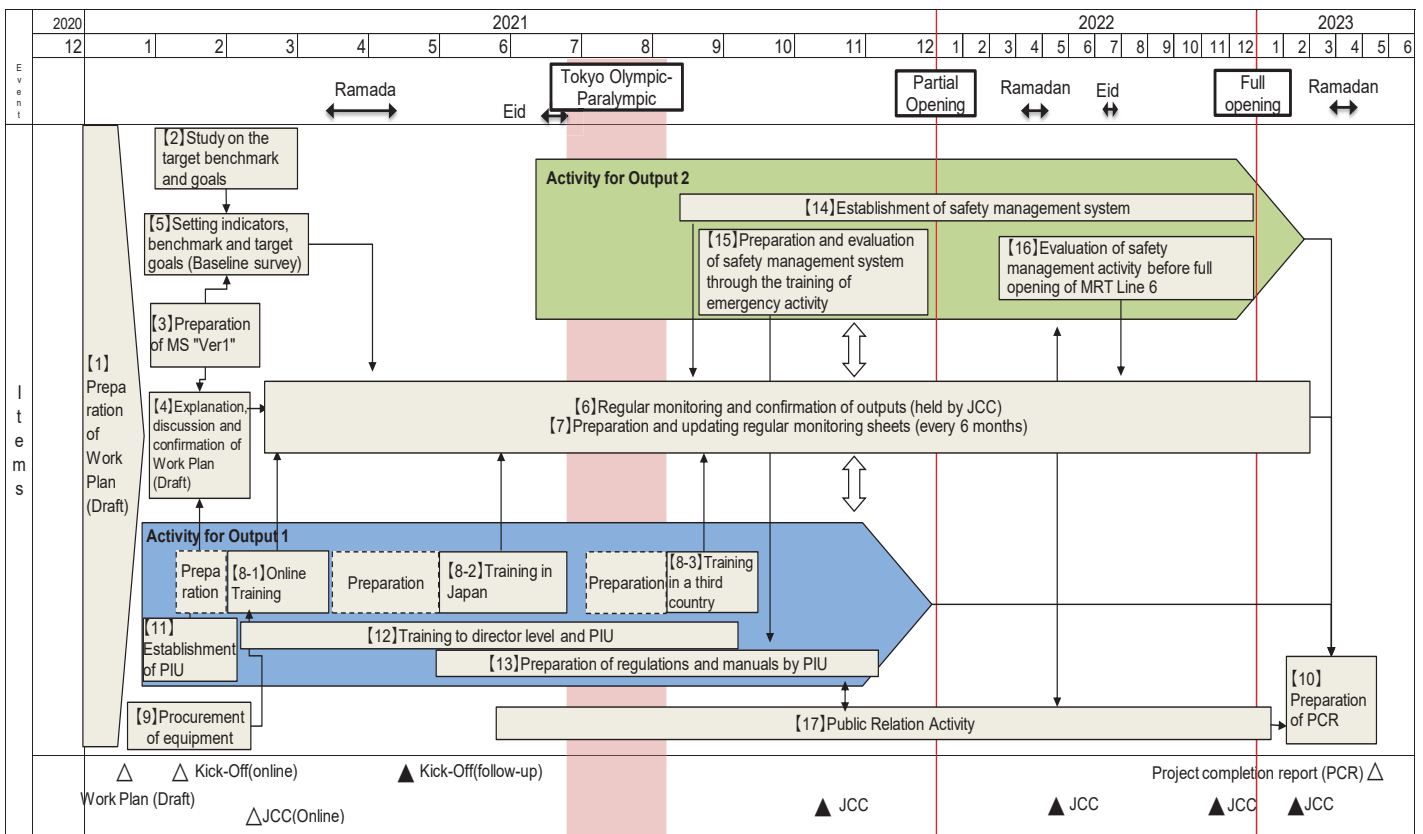 2020 2021 2022 2023
12 1 2 3 4 5 6 7 8 9 10 11 12 1 2 3 4 5 6 7 8 9 10 11 12 1 2 3 4 5 6
Event
Ramada
Eid
Tokyo Olympic-
Paralympic
Partial
Opening
Ramadan
Eid
Full
opening
Ramadan
Items
【1】
Prepa
ration
of
Work
Plan
(Draft)
【2】Study on the
target benchmark
and goals
【5】Setting indicators,
benchmark and target
goals (Baseline survey)
【3】Preparation
of MS "Ver1"
【4】Explanation,
discussion and
confirmation of
Work Plan
(Draft)
Activity for Output 2
【14】Establishment of safety management system
【15】Preparation and evaluation
of safety management system
through the training of
emergency activity
【16】Evaluation of safety
management activity before full
opening of MRT Line 6
【6】Regular monitoring and confirmation of outputs (held by JCC)
【7】Preparation and updating regular monitoring sheets (every 6 months)
Activity for Output 1
Prepa
ration
【8-1】Online
Training
Preparation
【8-2】Training in
Japan
Preparation
【8-3】Training
in a third
country
【11】
Establishment
of PIU
【12】Training to director level and PIU
【13】Preparation of regulations and manuals by PIU
【9】Procurement
of equipment
【17】Public Relation Activity
【10】
Preparation
of PCR
Kick-Off(online)
Kick-Off(follow-up)
Project completion report (PCR)
Work Plan (Draft)
JCC(Online)
JCC
JCC
JCC
JCC